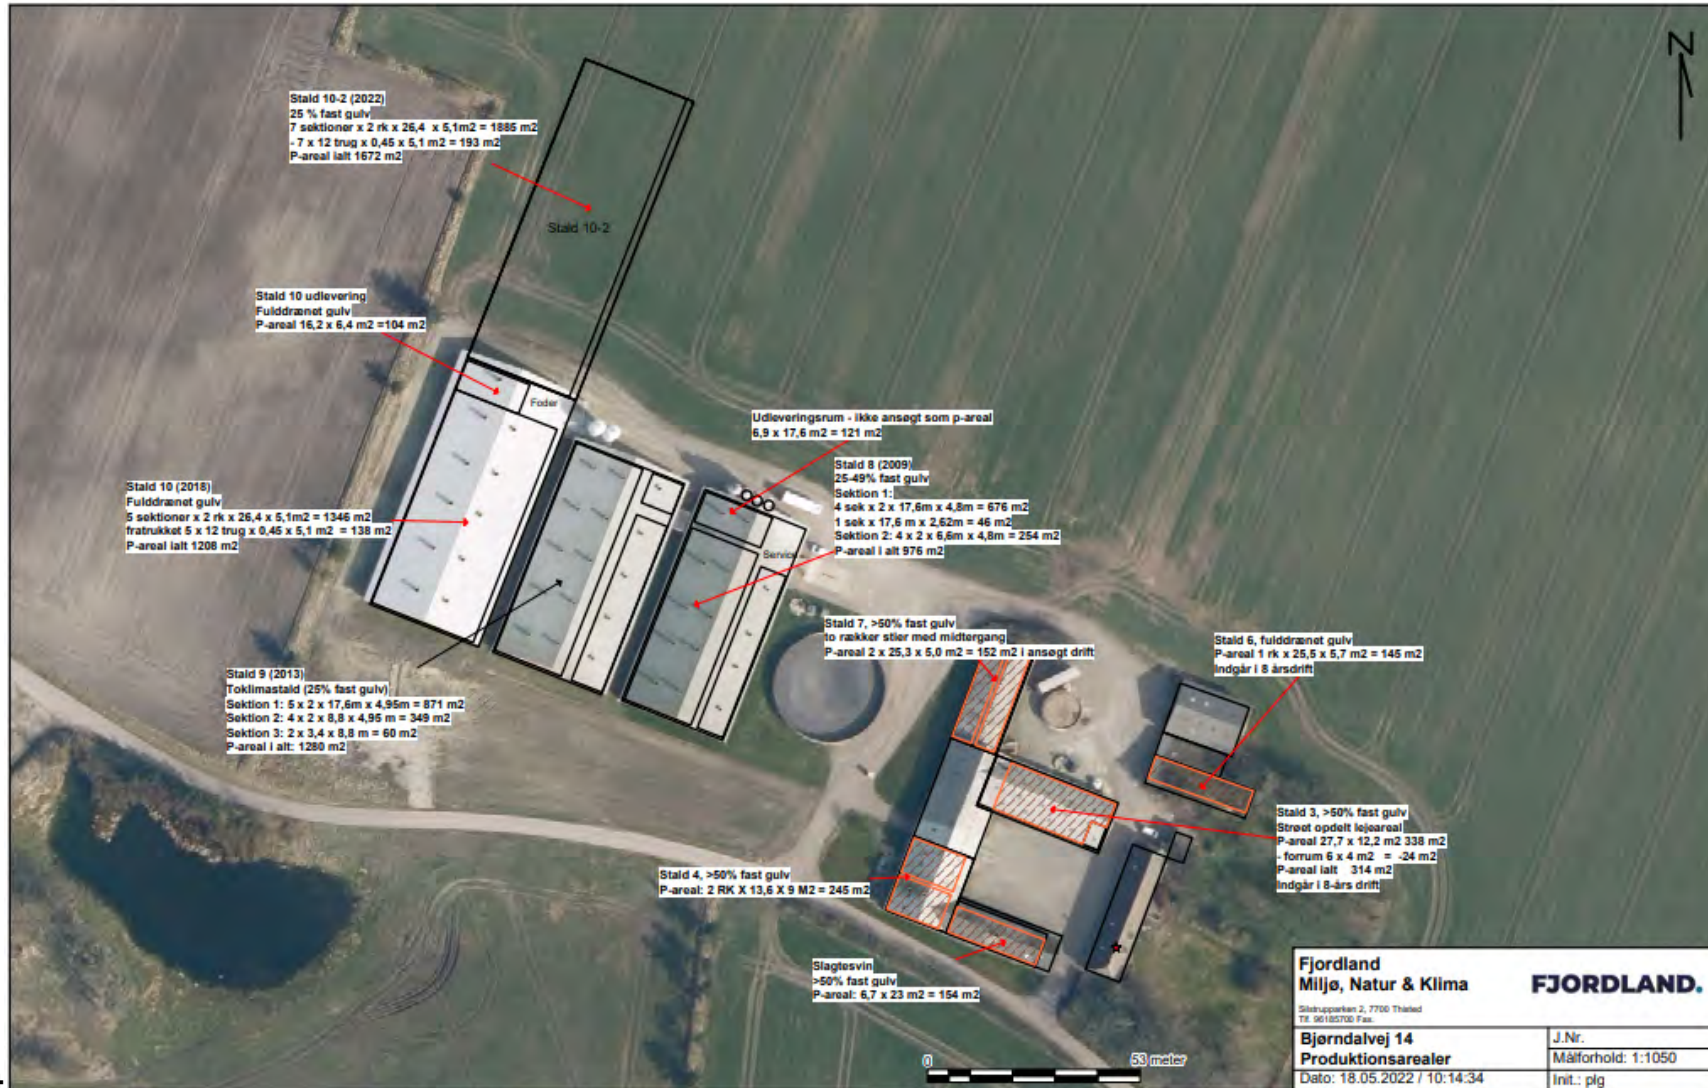 N
Stald 10-2 (2022)
25 % fast gulv
7 sektioner x 2 rk x 26,4 x 5,1m2 = 1885 m2
- 7 x 12 trug x 0,45 x 5,1 m2 = 193 m2
P-areal ialt 1672 m2
Stald 10-2
Stald 10 udlevering
Fulddrænet gulv
P-areal 16,2 x 6,4 m2 =104 m2
Foder
Udleveringsrum - ikke ansøgt som p-areal
6,9 x 17,6 m2 = 121 m2
Stald 8 (2009)
25-49% fast gulv
Sektion 1:
4 sek x 2 x 17,6m x 4,8m = 676 m2
1 sek x 17,6 m x 2,62m = 46 m2
Sektion 2: 4 x 2 x 6,6m x 4,8m = 254 m2
P-areal i alt 976 m2
Service
Stald 10 (2018)
Fulddrænet gulv
5 sektioner x 2 rk x 26,4 x 5,1m2 = 1346 m2
fratrukket 5 x 12 trug x 0,45 x 5,1 m2 = 138 m2
P-areal ialt 1208 m2
Stald 7, >50% fast gulv
to rækker stier med midtergang
P-areal 2 x 25,3 x 5,0 m2 = 152 m2 i ansøgt drift
Stald 6, fulddrænet gulv
P-areal 1 rk x 25,5 x 5,7 m2 = 145 m2
Indgår i 8 årsdrift
Stald 9 (2013)
Toklimastald (25% fast gulv)
Sektion 1: 5 x 2 x 17,6m x 4,95m = 871 m2
Sektion 2: 4 x 2 x 8,8 x 4,95 m = 349 m2
Sektion 3: 2 x 3,4 x 8,8 m = 60 m2
P-areal i alt: 1280 m2
Stald 3, >50% fast gulv
Strøet opdelt lejeareal
P-areal 27,7 x 12,2 m2 338 m2
- forrum 6 x 4 m2 = -24 m2
P-areal ialt 314 m2
Indgår i 8-års drift
Stald 4, >50% fast gulv
P-areal: 2 RK X 13,6 X 9 M2 = 245 m2
Slagtesvin
>50% fast gulv
P-areal: 6,7 x 23 m2 = 154 m2
0 53 meter
Fjordland
Miljø, Natur & Klima
FJORDLAND.
Silstrupparken 2, 7700 Thisted
Tlf. 96185700 Fax.
Bjørndalvej 14
Produktionsarealer
J.Nr.
Målforhold: 1:1050
Dato: 18.05.2022 / 10:14:34
Init.: plg